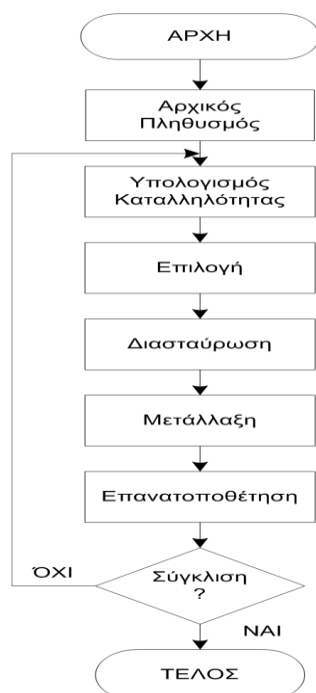 ΑΡΧΗ
Αρχικός
Πληθυσμός
Υπολογισμός
Καταλληλότητας
Επιλογή
Διασταύρωση
Μετάλλαξη
Επανατοποθέτηση
Σύγκλιση
?
ΌΧΙ
ΝΑΙ
ΤΕΛΟΣ